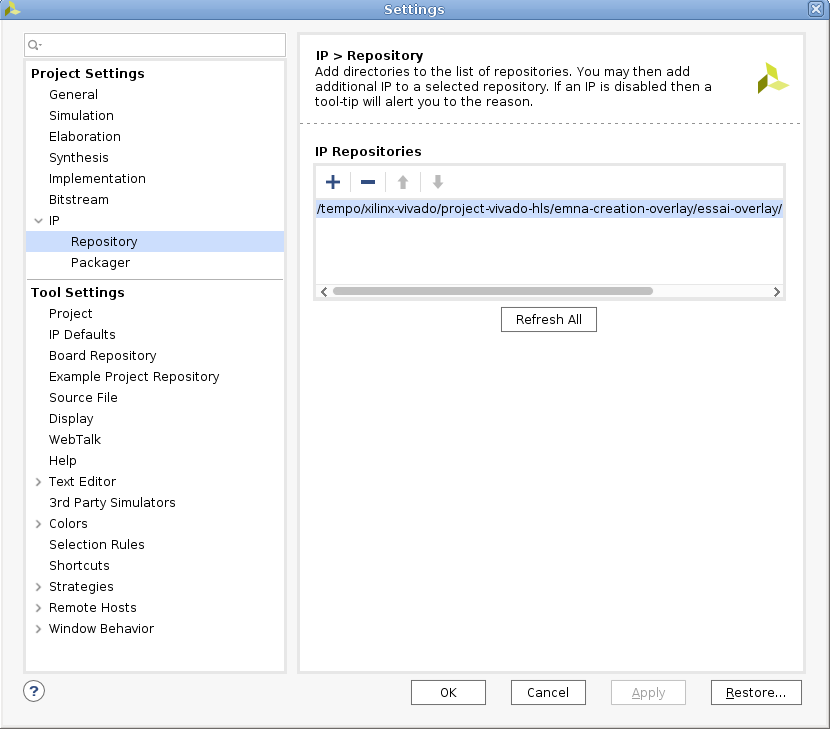 Settings
Project Settings
General
Simulation
Elaboration
Synthesis
Implementation
Bitstream
IP
Repository
Packager
Tool Settings
Project
IP Defaults
Board Repository
Example Project Repository
Source File
Display
WebTalk
Help
Text Editor
3rd Party Simulators
Colors
Selection Rules
Shortcuts
Strategies
Remote Hosts
Window Behavior
IP > Repository
Add directories to the list of repositories. You may then add
additional IP to a selected repository. If an IP is disabled then a
tool-tip will alert you to the reason.
IP Repositories
/tempo/xilinx-vivado/project-vivado-hls/emna-creation-overlay/essai-overlay/
Refresh All
?
OK
Cancel
Apply
Restore...